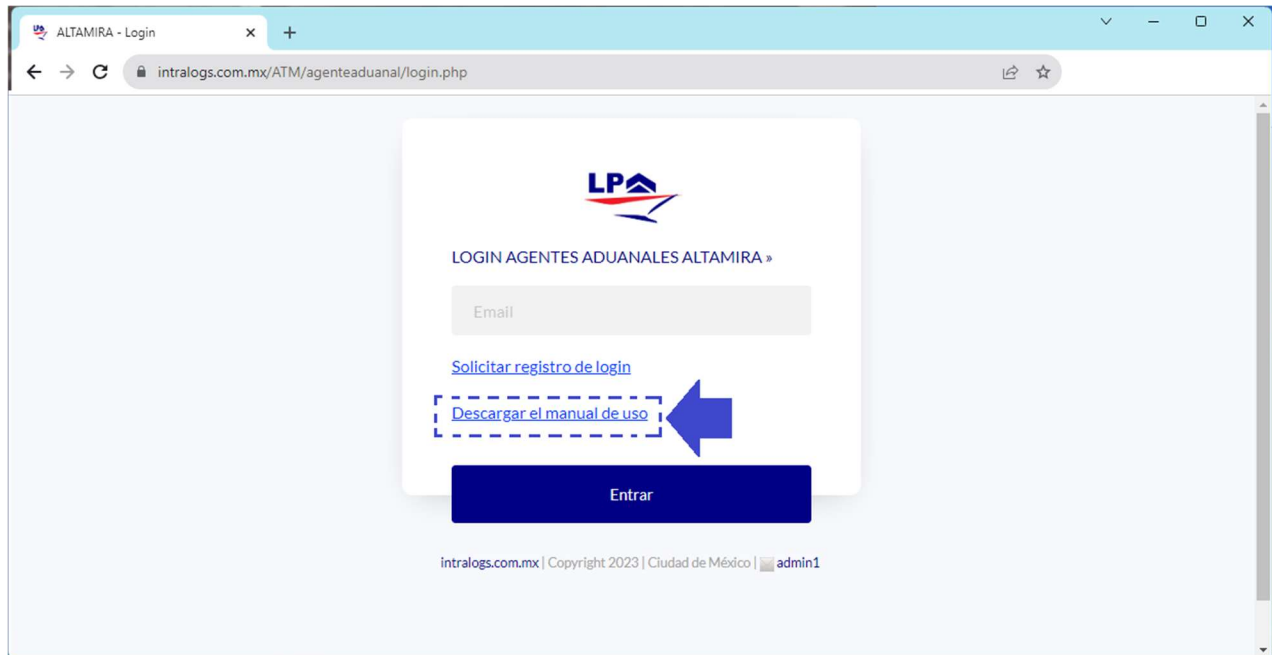 ALTAMIRA - Login
intralogs.com.mx/ATM/agenteaduanal/login.php
LPA
LOGIN AGENTES ADUANALES ALTAMIRA »
Email
Solicitar registro de login
Descargar el manual de uso
Entrar
intralogs.com.mx | Copyright 2023 | Ciudad de México | admin1